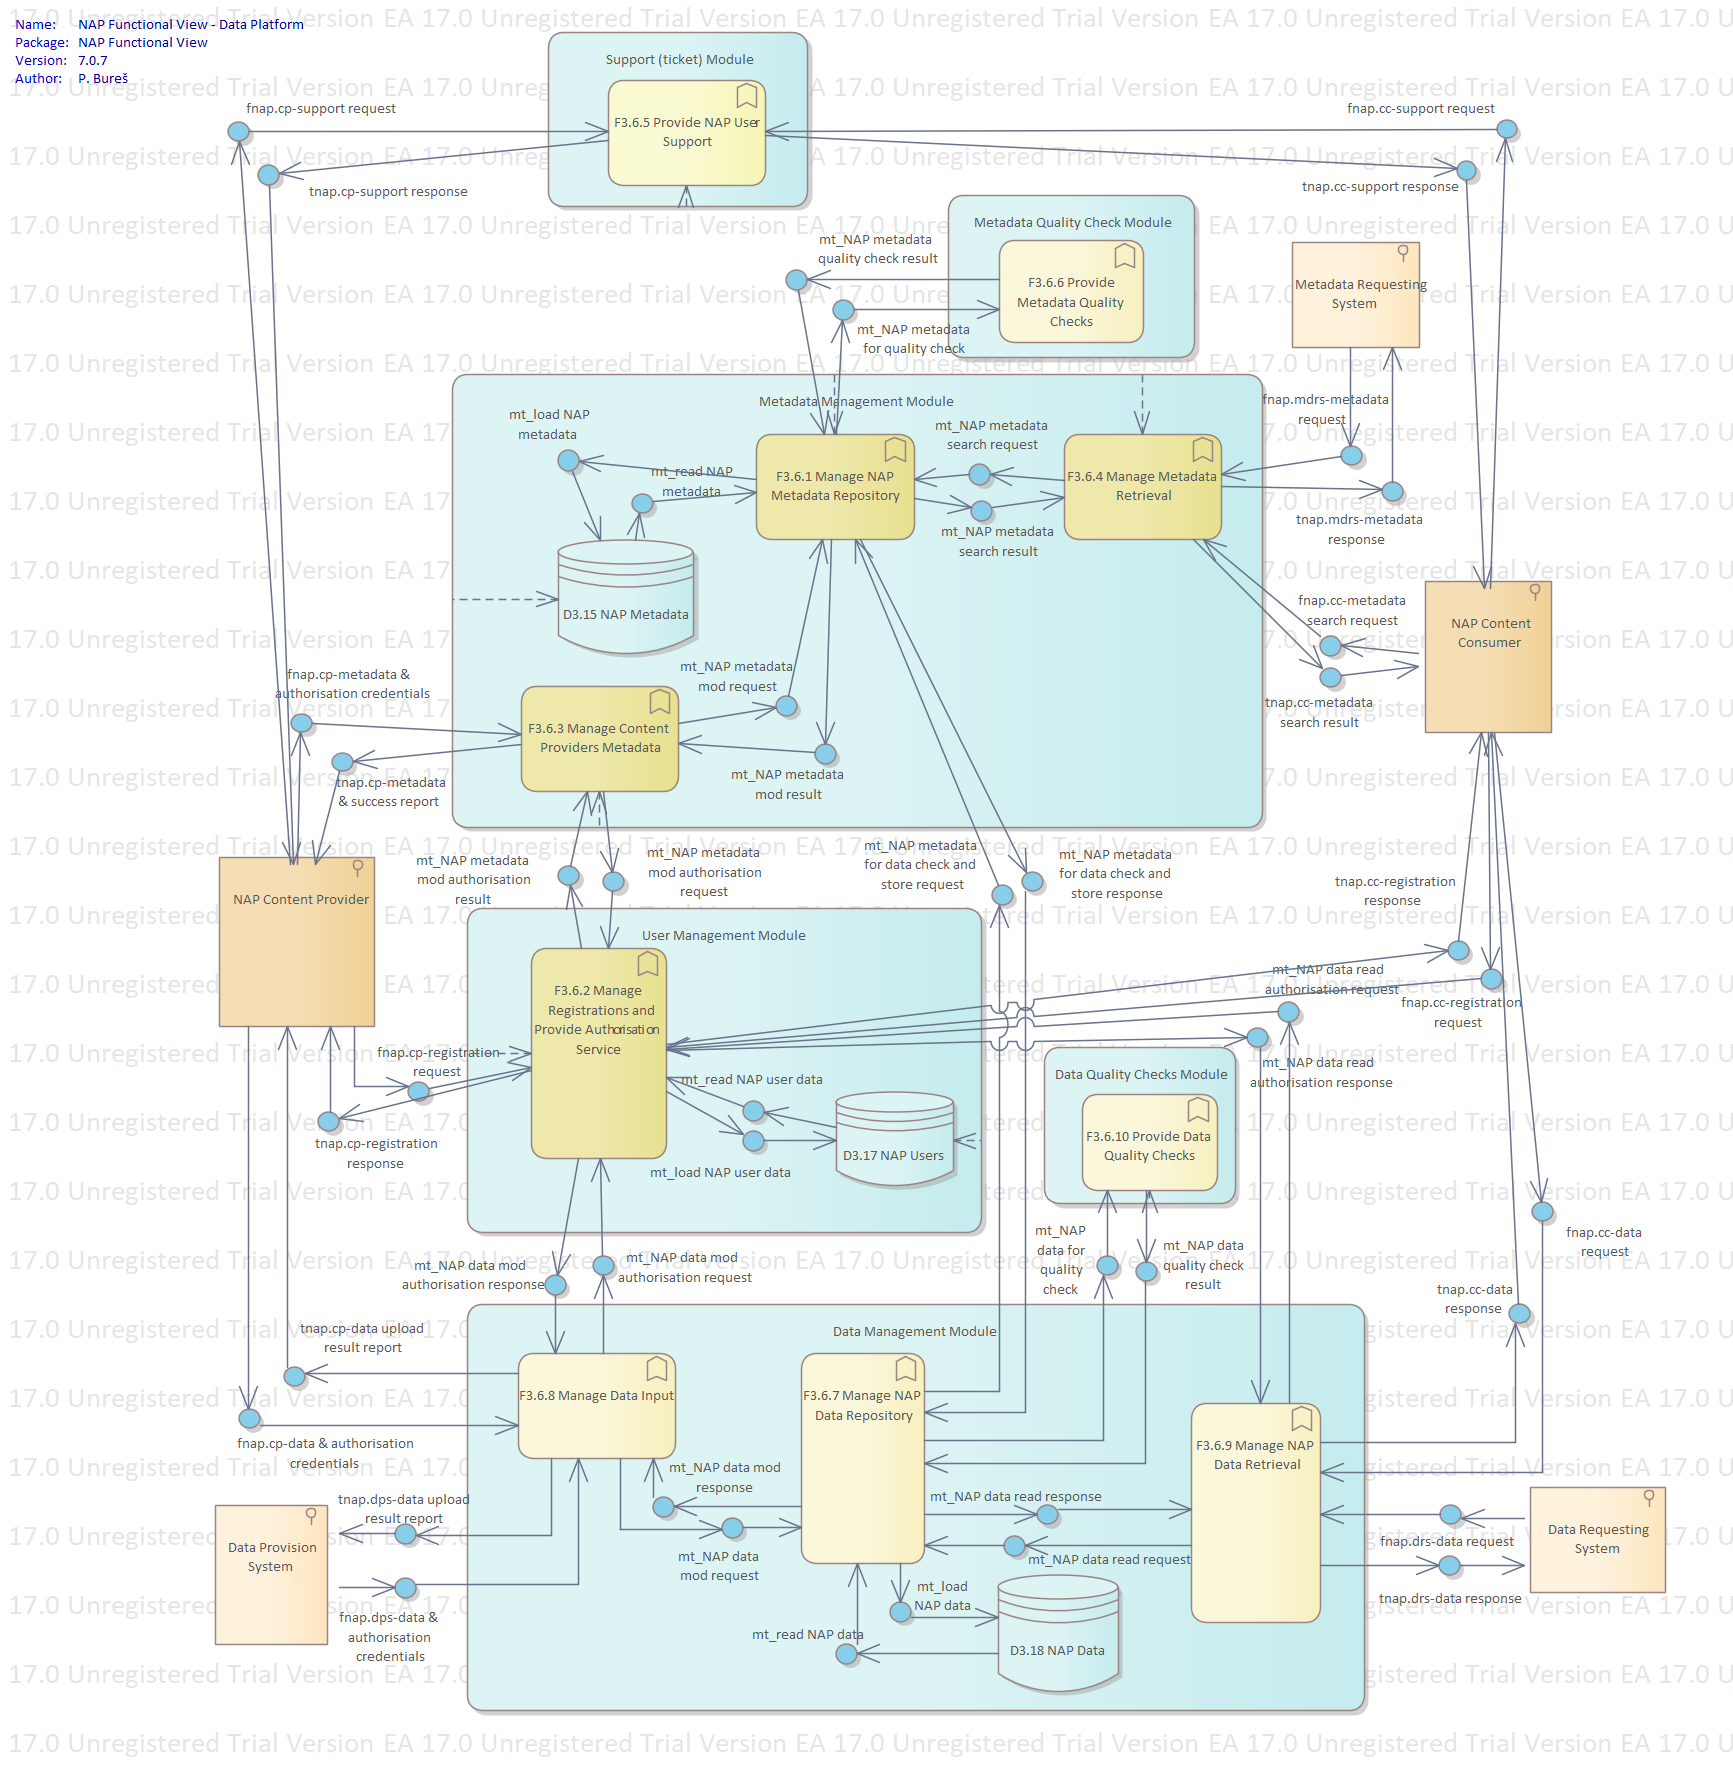 Name: NAP Functional View - Data Platform
Package: NAP Functional View
Version: 7.0.7
Author: P. Bureš
17.0 Unregistered Trial Version EA 17.0 Unregistered Trial Version EA 17.0 Unregistered Trial Version EA 17.0 U
Support (ticket) Module
F3.6.5 Provide NAP User
Support
fnap.cp-support request
tnap.cp-support response
fnap.cc-support request
tnap.cc-support response
Metadata Quality Check Module
F3.6.6 Provide
Metadata Quality
Checks
mt_NAP metadata
quality check result
mt_NAP metadata
for quality check
Metadata Requesting
System
Metadata Management Module
fnap.mdrs-metadata
request
tnap.mdrs-metadata
response
mt_load NAP
metadata
mt_read NAP
metadata
F3.6.1 Manage NAP
Metadata Repository
mt_NAP metadata
search request
mt_NAP metadata
search result
F3.6.4 Manage Metadata
Retrieval
D3.15 NAP Metadata
fnap.cc-metadata
search request
tnap.cc-metadata
search result
NAP Content
Consumer
fnap.cp-metadata &
authorisation credentials
tnap.cp-metadata
& success report
F3.6.3 Manage Content
Providers Metadata
mt_NAP metadata
mod request
mt_NAP metadata
mod result
NAP Content Provider
mt_NAP metadata
mod authorisation
result
mt_NAP metadata
mod authorisation
request
mt_NAP metadata
for data check and
store request
mt_NAP metadata
for data check and
store response
tnap.cc-registration
response
fnap.cc-registration
request
User Management Module
F3.6.2 Manage
Registrations and
Provide Authorisation
Service
mt_NAP data read
authorisation request
mt_NAP data read
authorisation response
fnap.cp-registration
request
tnap.cp-registration
response
mt_read NAP user data
mt_load NAP user data
D3.17 NAP Users
Data Quality Checks Module
F3.6.10 Provide Data
Quality Checks
mt_NAP
data for
quality
check
mt_NAP data
quality check
result
fnap.cc-data
request
tnap.cc-data
response
mt_NAP data mod
authorisation response
mt_NAP data mod
authorisation request
Data Management Module
tnap.cp-data upload
result report
fnap.cp-data & authorisation
credentials
F3.6.8 Manage Data Input
F3.6.7 Manage NAP
Data Repository
F3.6.9 Manage NAP
Data Retrieval
mt_NAP data mod
response
mt_NAP data
mod request
mt_NAP data read response
mt_NAP data read request
tnap.dps-data upload
result report
fnap.dps-data &
authorisation
credentials
Data Provision
System
Data Requesting
System
fnap.drs-data request
tnap.drs-data response
mt_load
NAP data
mt_read NAP data
D3.18 NAP Data